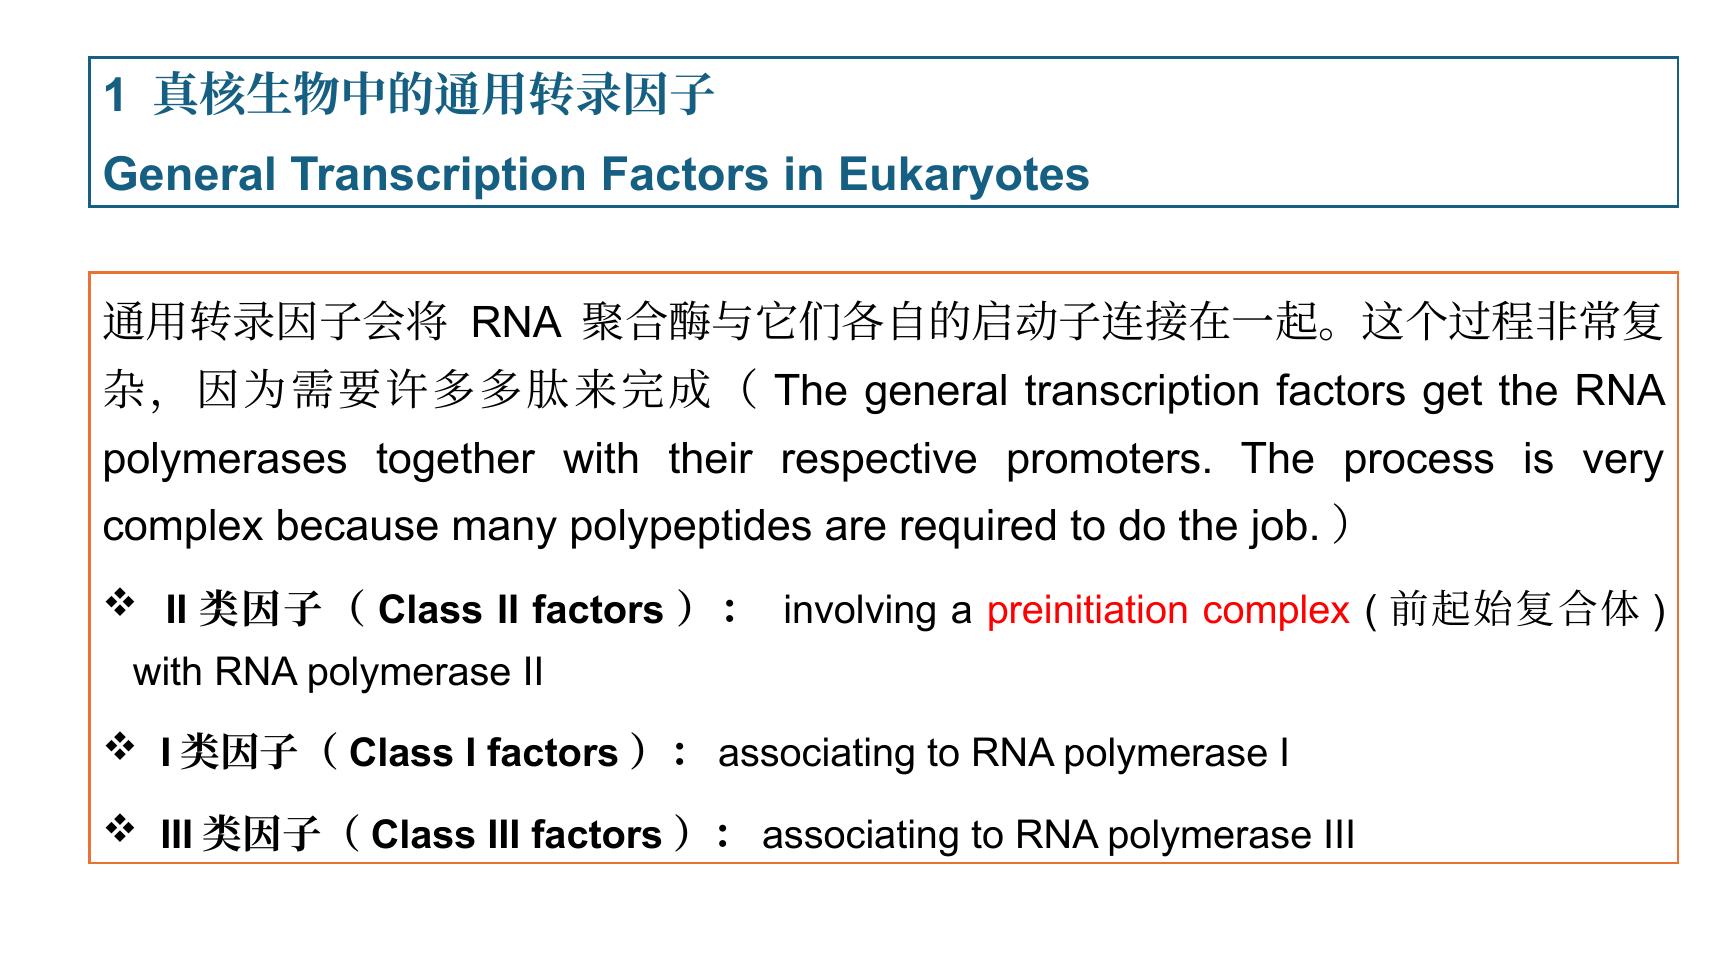 1 真核生物中的通用转录因子
General Transcription Factors in Eukaryotes
通用转录因子会将 RNA 聚合酶与它们各自的启动子连接在一起。这个过程非常复
杂，因为需要许多多肽来完成（ The general transcription factors get the RNA
polymerases together with their respective promoters. The process is very
complex because many polypeptides are required to do the job. ）
❖ II 类因子（ Class II factors ）： involving a preinitiation complex ( 前起始复合体 )
with RNA polymerase II
❖ I 类因子（ Class I factors ）： associating to RNA polymerase I
❖ III 类因子（ Class III factors ）： associating to RNA polymerase III